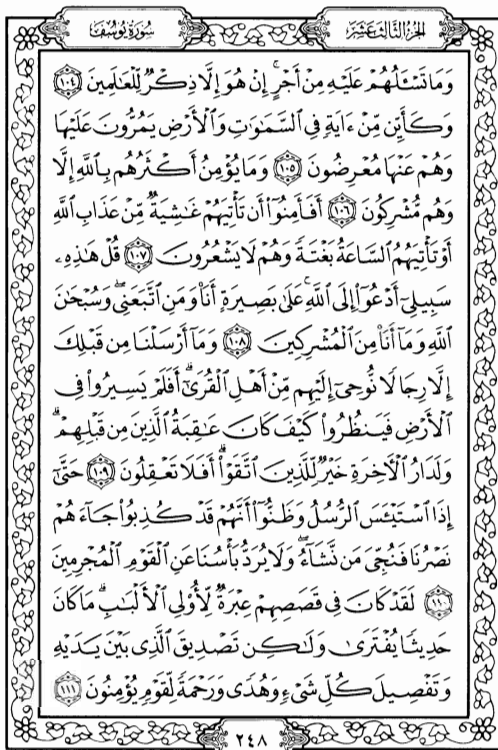 الجزء الثالث عشر
سورة يوسف
وَمَا تَسْـَٔلُهُمْ عَلَيْهِ مِنْ أَجْرٍ ۚ إِنْ هُوَ إِلَّا ذِكْرٌ لِّلْعَٰلَمِينَ ١٠٤
وَكَأَيِّن مِّنْ ءَايَةٍ فِى ٱلسَّمَٰوَٰتِ وَٱلْأَرْضِ يَمُرُّونَ عَلَيْهَا
وَهُمْ عَنْهَا مُعْرِضُونَ ١٠٥ وَمَا يُؤْمِنُ أَكْثَرُهُم بِٱللَّهِ إِلَّا
وَهُم مُّشْرِكُونَ ١٠٦ أَفَأَمِنُوٓا۟ أَن تَأْتِيَهُمْ غَٰشِيَةٌ مِّنْ عَذَابِ ٱللَّهِ
أَوْ تَأْتِيَهُمُ ٱلسَّاعَةُ بَغْتَةً وَهُمْ لَا يَشْعُرُونَ ١٠٧ قُلْ هَٰذِهِۦ
سَبِيلِىٓ أَدْعُوٓا۟ إِلَى ٱللَّهِ ۚ عَلَىٰ بَصِيرَةٍ أَنَا۠ وَمَنِ ٱتَّبَعَنِى ۖ وَسُبْحَٰنَ
ٱللَّهِ وَمَآ أَنَا۠ مِنَ ٱلْمُشْرِكِينَ ١٠٨ وَمَآ أَرْسَلْنَا مِن قَبْلِكَ
إِلَّا رِجَالًا نُّوحِىٓ إِلَيْهِم مِّنْ أَهْلِ ٱلْقُرَىٰٓ ۗ أَفَلَمْ يَسِيرُوا۟ فِى
ٱلْأَرْضِ فَيَنظُرُوا۟ كَيْفَ كَانَ عَٰقِبَةُ ٱلَّذِينَ مِن قَبْلِهِمْ ۗ
وَلَدَارُ ٱلْءَاخِرَةِ خَيْرٌ لِّلَّذِينَ ٱتَّقَوْا۟ ۗ أَفَلَا تَعْقِلُونَ ١٠٩ حَتَّىٰٓ
إِذَا ٱسْتَيْـَٔسَ ٱلرُّسُلُ وَظَنُّوٓا۟ أَنَّهُمْ قَدْ كُذِبُوا۟ جَآءَهُمْ
نَصْرُنَا فَنُجِّىَ مَن نَّشَآءُ ۖ وَلَا يُرَدُّ بَأْسُنَا عَنِ ٱلْقَوْمِ ٱلْمُجْرِمِينَ
١١٠ لَقَدْ كَانَ فِى قَصَصِهِمْ عِبْرَةٌ لِّأُو۟لِى ٱلْأَلْبَٰبِ ۗ مَا كَانَ
حَدِيثًا يُفْتَرَىٰ وَلَٰكِن تَصْدِيقَ ٱلَّذِى بَيْنَ يَدَيْهِ
وَتَفْصِيلَ كُلِّ شَىْءٍ وَهُدًى وَرَحْمَةً لِّقَوْمٍ يُؤْمِنُونَ ١١١
٢٤٨